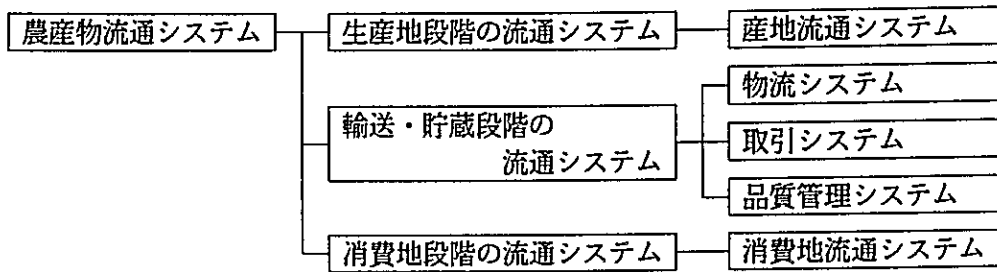 農産物流通システム
生産地段階の流通システム
産地流通システム
物流システム
輸送・貯蔵段階の
流通システム
取引システム
品質管理システム
消費地段階の流通システム
消費地流通システム